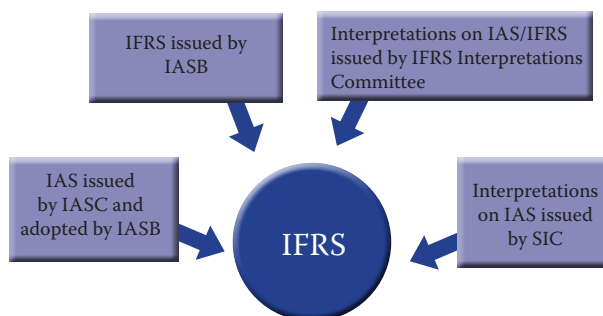 IFRS issued by
IASB
Interpretations on IAS/IFRS
issued by IFRS Interpretations
Committee
IAS issued
by IASC and
adopted by IASB
IFRS
Interpretations
on IAS issued
by SIC